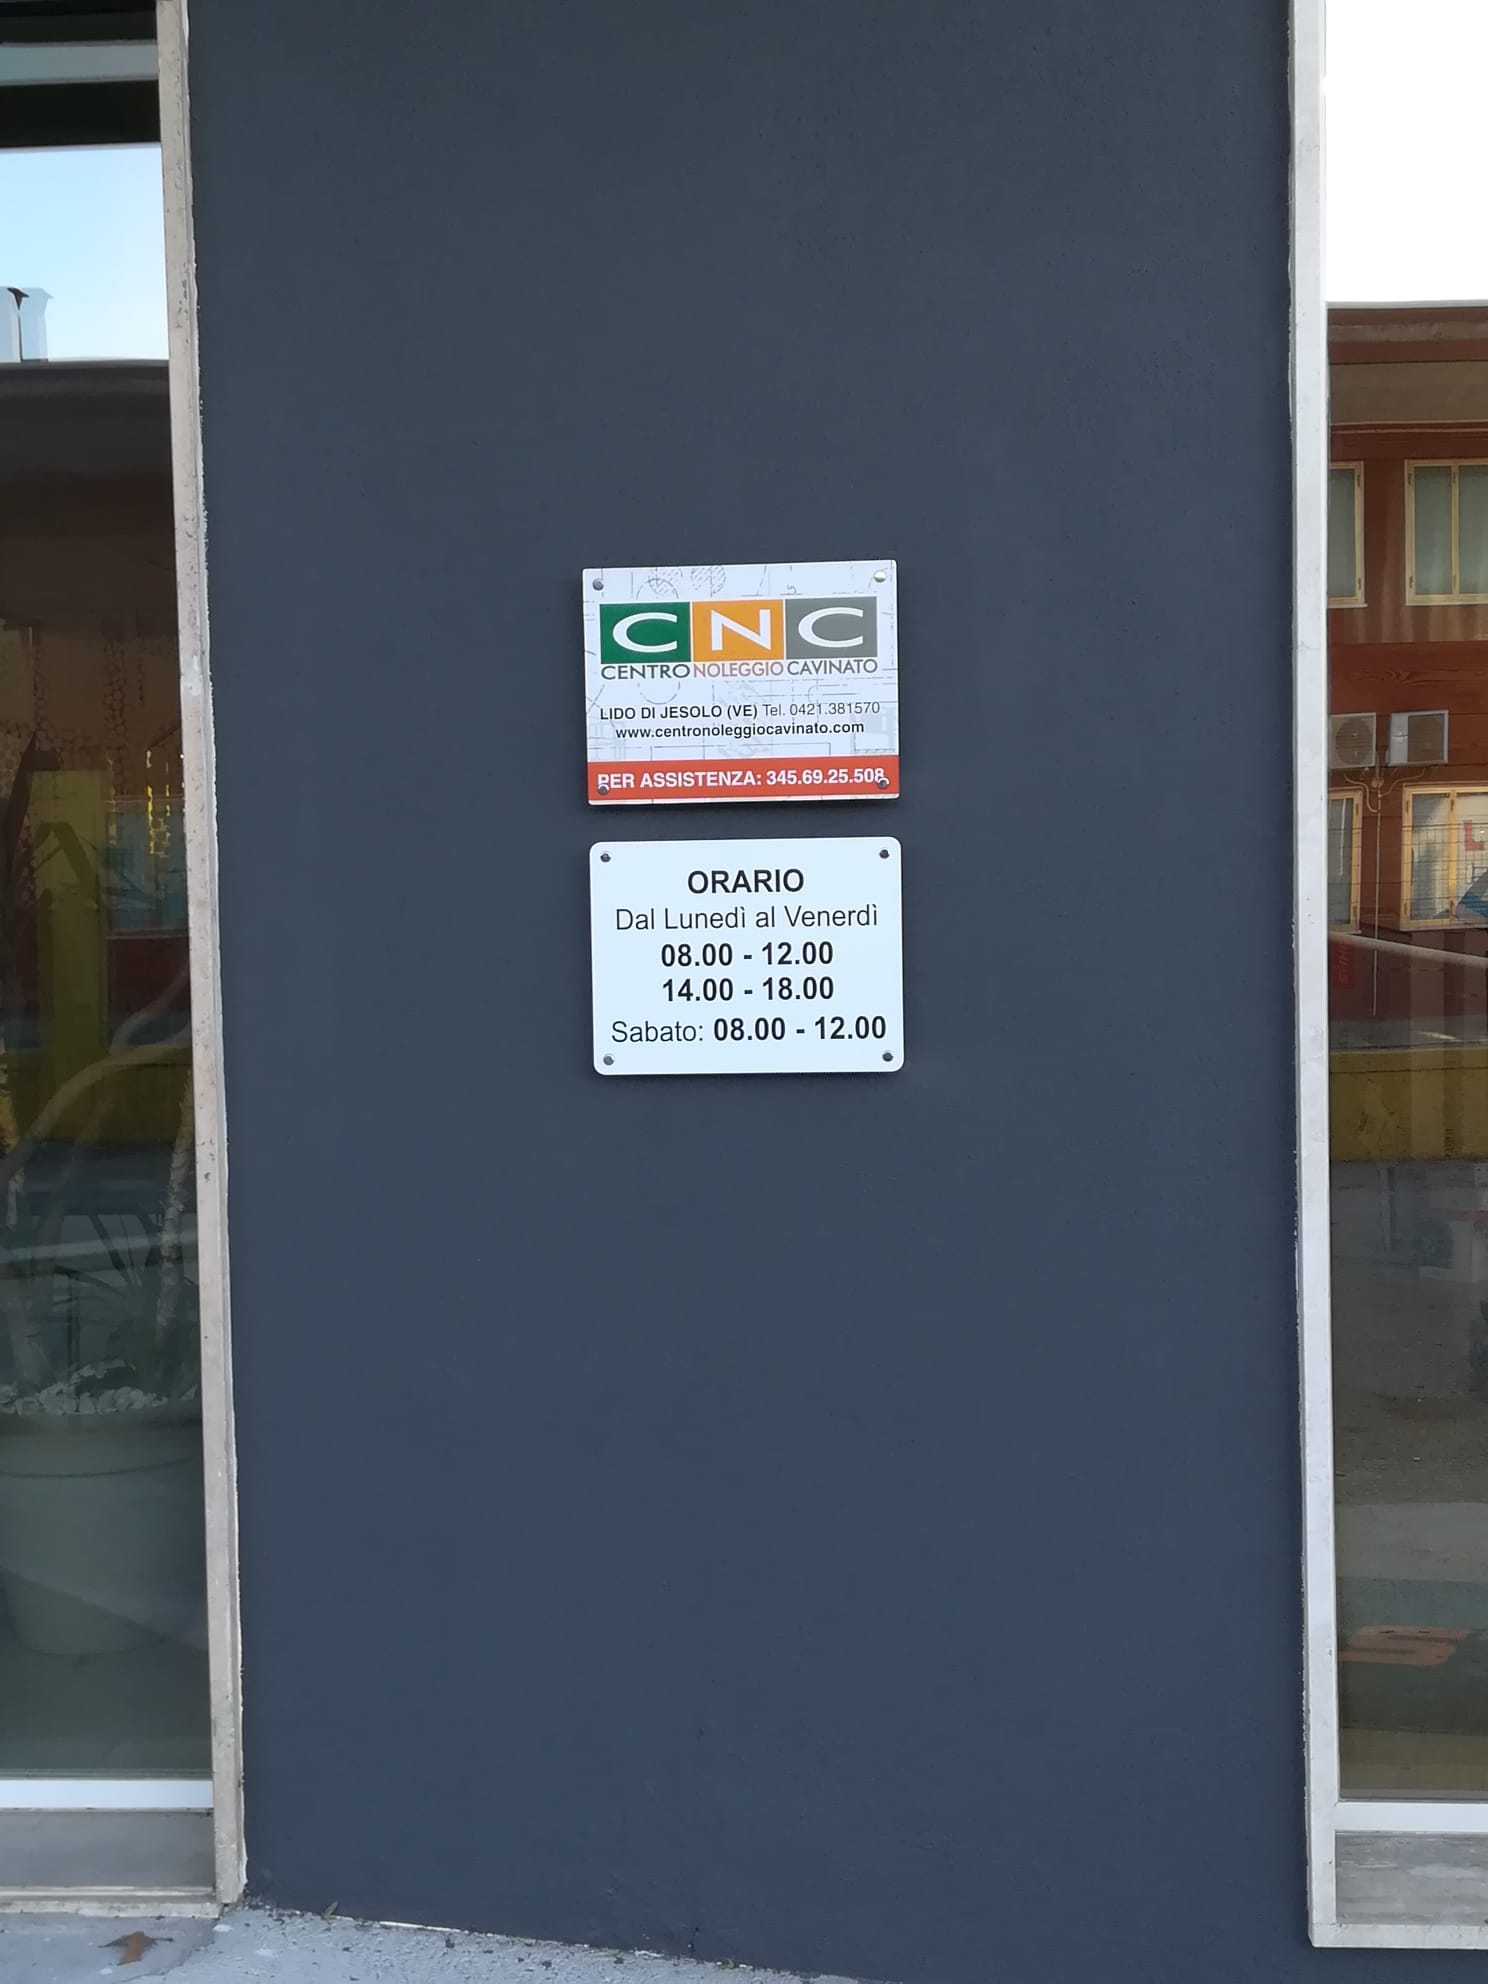 CNC
CENTRO NOLEGGIO CAVINATO
LIDO DI JESOLO (VE) Tel. 0421.381570
www.centronoleggiocavinato.com
PER ASSISTENZA: 345.69.25.508
ORARIO
Dal Lunedì al Venerdì
08.00 - 12.00
14.00 - 18.00
Sabato: 08.00 - 12.00